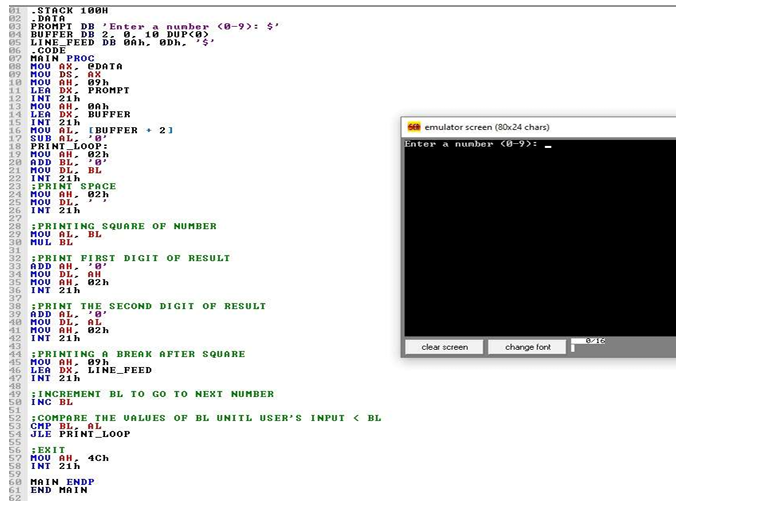 01 .STACK 100H
02 .DATA
03 PROMPT DB 'Enter a number (0-9): $'
04 BUFFER DB 2, 0, 10 DUP(0)
05 LINE_FEED DB 0Ah, 0Dh, '$'
06 .CODE
07 MAIN PROC
08 MOV AX, @DATA
09 MOV DS, AX
10 MOV AH, 09h
11 LEA DX, PROMPT
12 INT 21h
13 MOV AH, 0Ah
14 LEA DX, BUFFER
15 INT 21h
16 MOV AL, [BUFFER + 2]
17 SUB AL, '0'
18 PRINT_LOOP:
19 MOV AH, 02h
20 ADD BL, '0'
21 MOV DL, BL
22 INT 21h
23 ;PRINT SPACE
24 MOV AH, 02h
25 MOV DL, ' '
26 INT 21h
27
28 ;PRINTING SQUARE OF NUMBER
29 MOV AL, BL
30 MUL BL
31
32 ;PRINT FIRST DIGIT OF RESULT
33 ADD AH, '0'
34 MOV DL, AH
35 MOV AH, 02h
36 INT 21h
37
38 ;PRINT THE SECOND DIGIT OF RESULT
39 ADD AL, '0'
40 MOV DL, AL
41 MOV AH, 02h
42 INT 21h
43
44 ;PRINTING A BREAK AFTER SQUARE
45 MOV AH, 09h
46 LEA DX, LINE_FEED
47 INT 21h
48
49 ;INCREMENT BL TO GO TO NEXT NUMBER
50 INC BL
51
52 ;COMPARE THE VALUES OF BL UNITL USER'S INPUT < BL
53 CMP BL, AL
54 JLE PRINT_LOOP
55
56 ;EXIT
57 MOV AH, 4Ch
58 INT 21h
59
60 MAIN ENDP
61 END MAIN
62
emulator screen (80x24 chars)
Enter a number (0-9): _
clear screen
change font
0/16